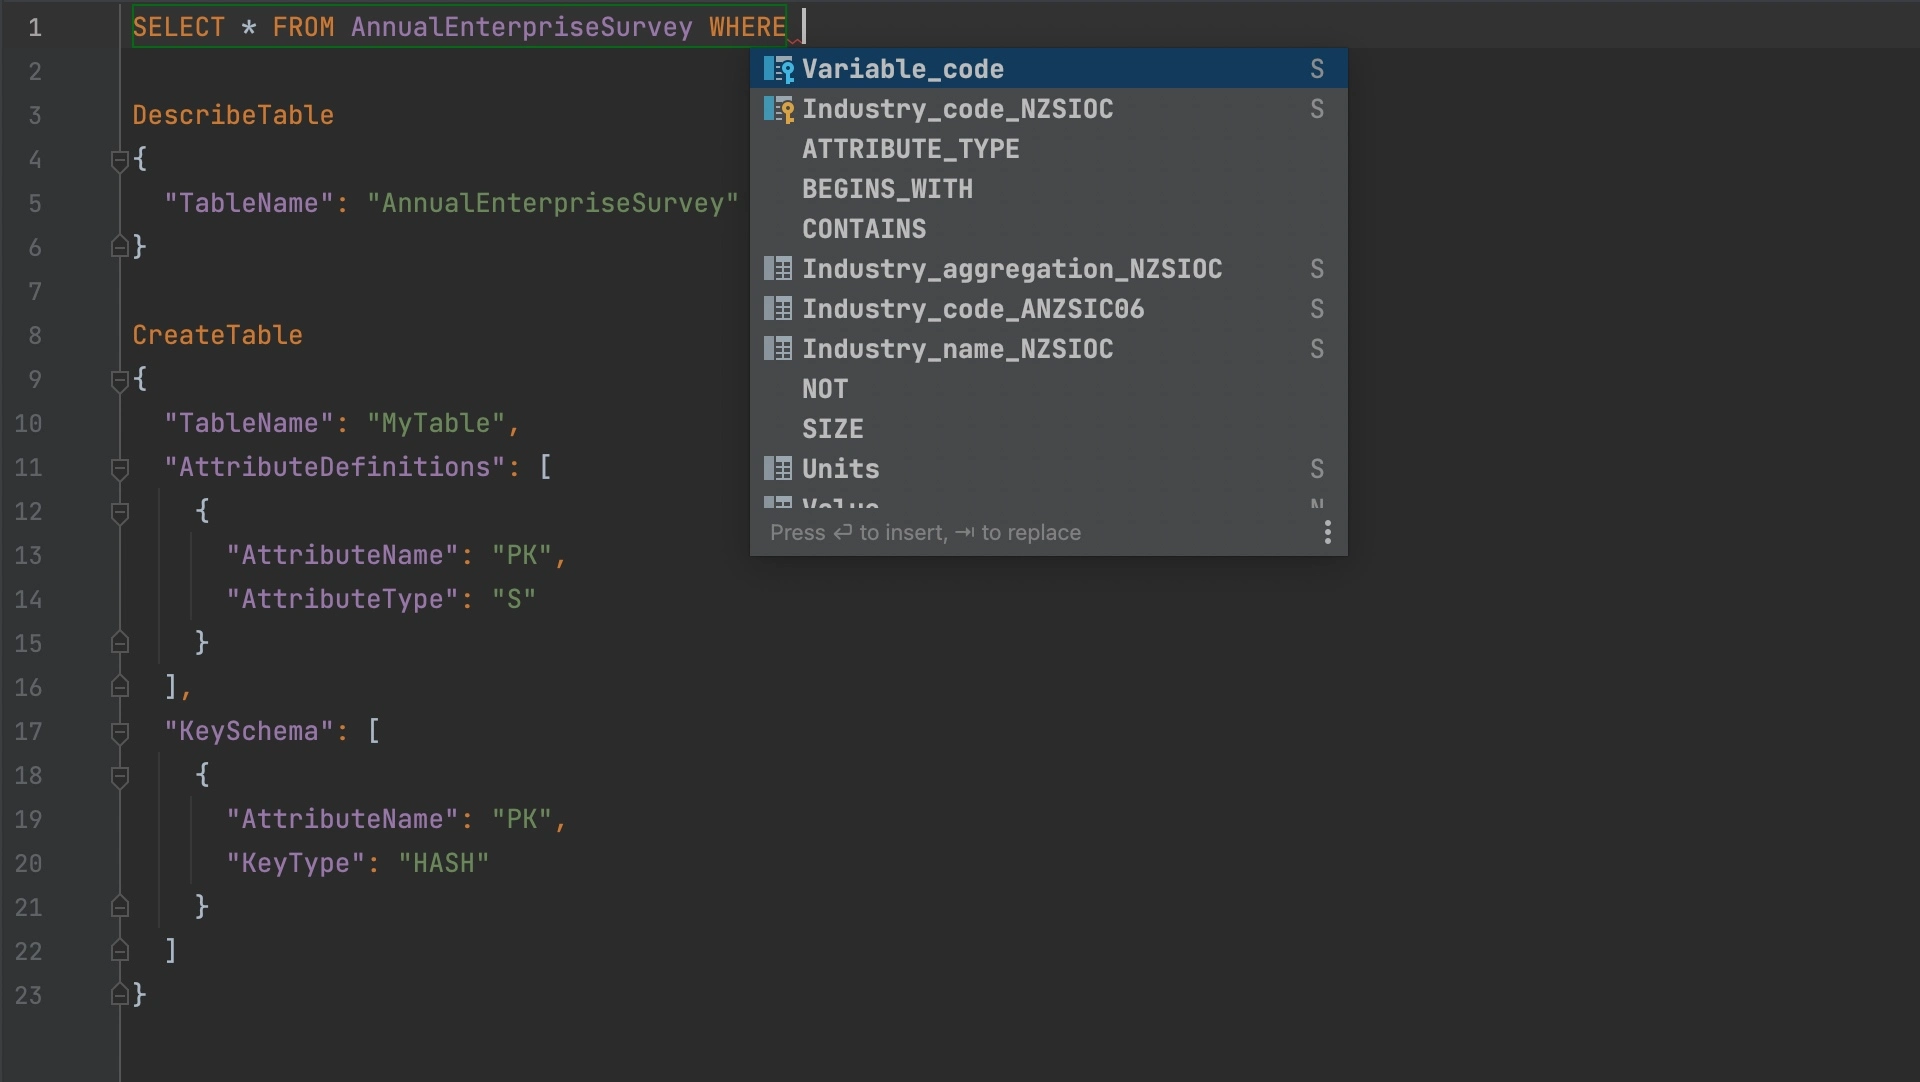 1 SELECT * FROM AnnualEnterpriseSurvey WHERE
2
3 DescribeTable
4 {
5 "TableName": "AnnualEnterpriseSurvey"
6 }
7
8 CreateTable
9 {
10 "TableName": "MyTable",
11 "AttributeDefinitions": [
12 {
13 "AttributeName": "PK",
14 "AttributeType": "S"
15 }
16 ],
17 "KeySchema": [
18 {
19 "AttributeName": "PK",
20 "KeyType": "HASH"
21 }
22 ]
23 }
Variable_code S
Industry_code_NZSIOC S
ATTRIBUTE_TYPE
BEGINS_WITH
CONTAINS
Industry_aggregation_NZSIOC S
Industry_code_ANZSIC06 S
Industry_name_NZSIOC S
NOT
SIZE
Units S
Value N
Press ↵ to insert, ⇥ to replace